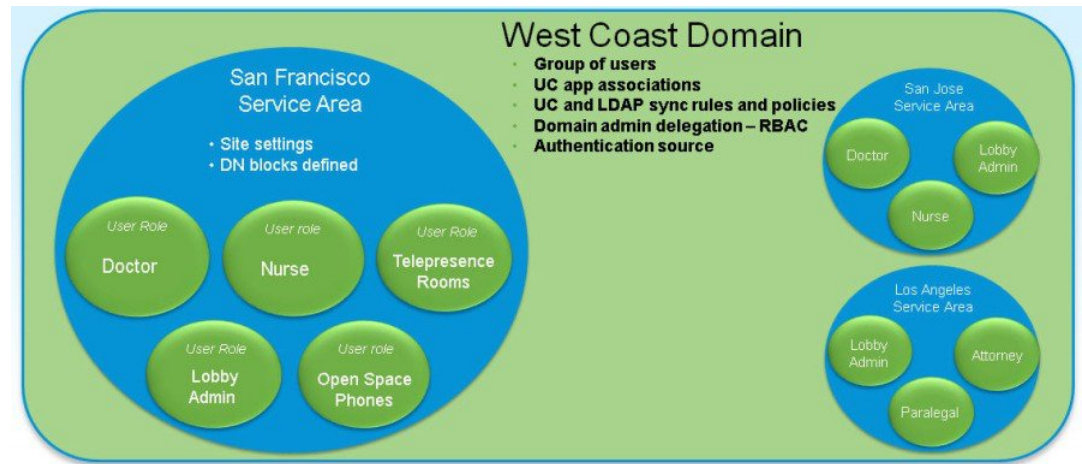 West Coast Domain
Group of users
UC app associations
UC and LDAP sync rules and policies
Domain admin delegation – RBAC
Authentication source
San Francisco
Service Area
• Site settings
• DN blocks defined
User Role
Doctor
User role
Nurse
User Role
Telepresence
Rooms
User Role
Lobby
Admin
User role
Open Space
Phones
San Jose
Service Area
Doctor
Lobby
Admin
Nurse
Los Angeles
Service Area
Lobby
Admin
Attorney
Paralegal